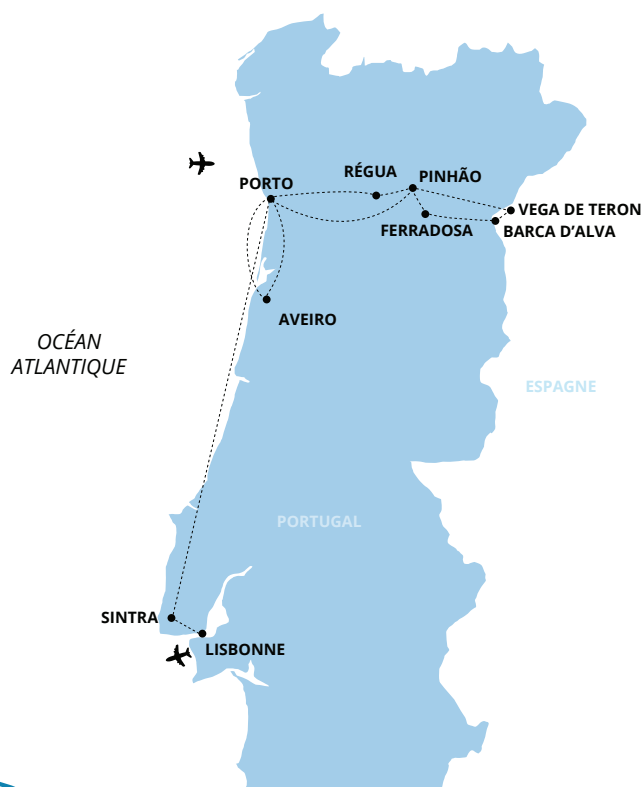 RÉGUA
PINHÃO
PORTO
VEGA DE TERON
FERRADOSA
BARCA D'ALVA
AVEIRO
OCÉAN
ATLANTIQUE
ESPAGNE
PORTUGAL
SINTRA
LISBONNE